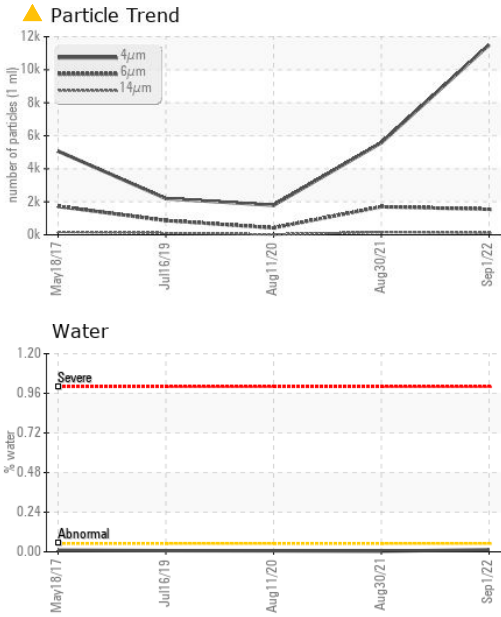 Particle Trend
12k
10k
8k
6k
4k
2k
0k
number of particles (1 ml)
4µm
6µm
14µm
May18/17
Jul16/19
Aug11/20
Aug30/21
Sep1/22
Water
1.20
0.96
0.72
0.48
0.24
0.00
% water
Severe
Abnormal
May18/17
Jul16/19
Aug11/20
Aug30/21
Sep1/22